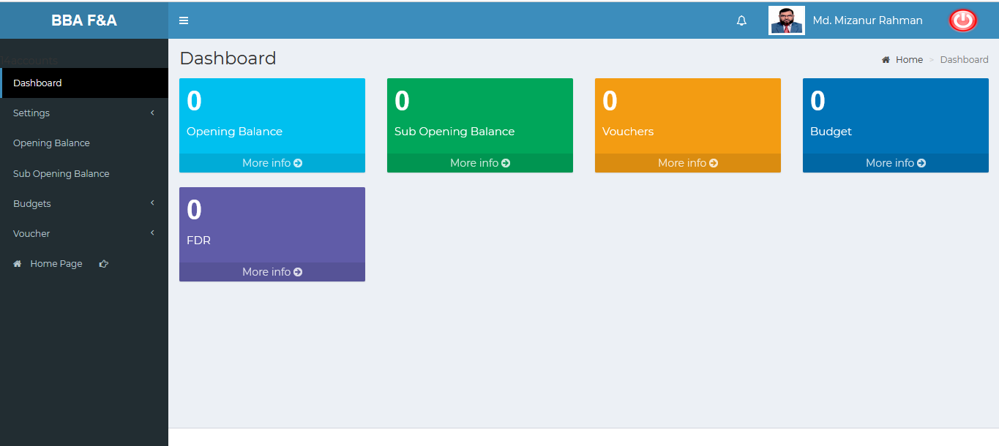 BBA F&A
Md. Mizanur Rahman
14accounts
Dashboard
Settings
Opening Balance
Sub Opening Balance
Budgets
Voucher
Home Page
Dashboard
Home > Dashboard
0
Opening Balance
More info
0
Sub Opening Balance
More info
0
Vouchers
More info
0
Budget
More info
0
FDR
More info